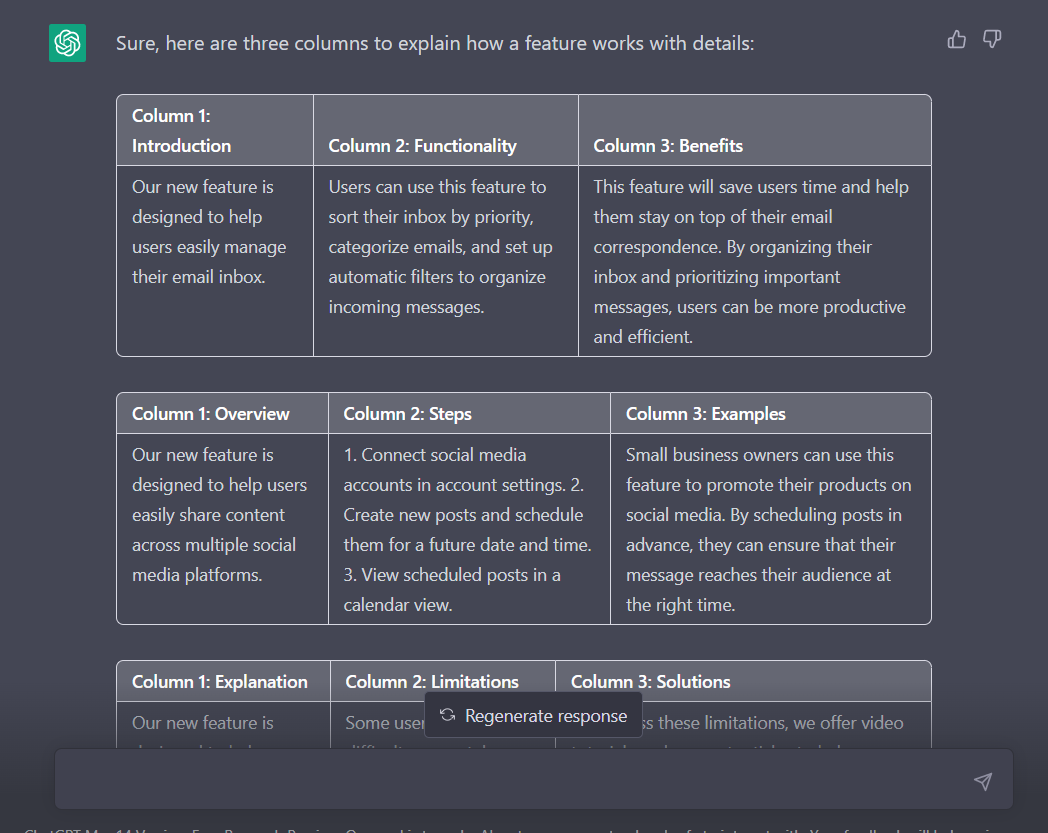 Sure, here are three columns to explain how a feature works with details:
Column 1:
Introduction
Column 2: Functionality
Column 3: Benefits
Our new feature is
designed to help
users easily manage
their email inbox.
Users can use this feature to
sort their inbox by priority,
categorize emails, and set up
automatic filters to organize
incoming messages.
This feature will save users time and help
them stay on top of their email
correspondence. By organizing their
inbox and prioritizing important
messages, users can be more productive
and efficient.
Column 1: Overview
Column 2: Steps
Column 3: Examples
Our new feature is
designed to help users
easily share content
across multiple social
media platforms.
1. Connect social media
accounts in account settings. 2.
Create new posts and schedule
them for a future date and time.
3. View scheduled posts in a
calendar view.
Small business owners can use this
feature to promote their products on
social media. By scheduling posts in
advance, they can ensure that their
message reaches their audience at
the right time.
Column 1: Explanation
Column 2: Limitations
Column 3: Solutions
Our new feature is
Some
these limitations, we offer video
Regenerate response